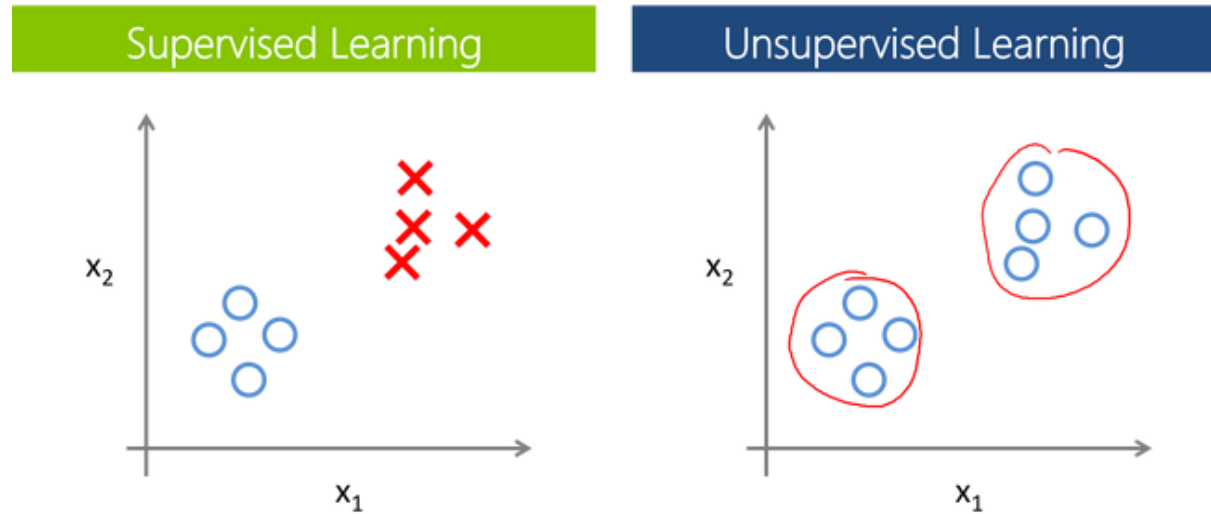 Supervised Learning
Unsupervised Learning
x₂
x₁
x₂
x₁